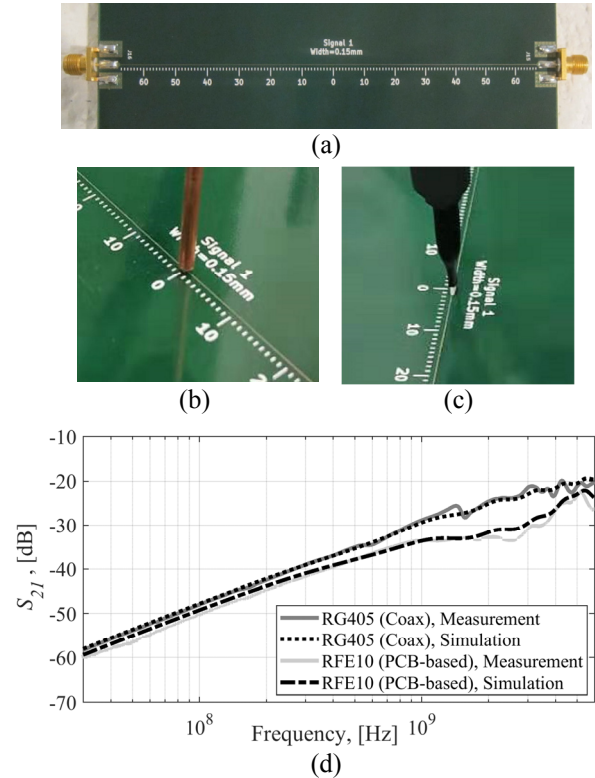 Signal 1
Width=0.15mm
60 50 40 30 20 10 0 10 20 30 40 50 60
(a)
10
0
10
Signal 1
Width=0.15mm
(b)
10
0
10
20
Signal 1
Width=0.15mm
(c)
-10
-20
-30
-40
-50
-60
-70
S21 , [dB]
RG405 (Coax), Measurement
RG405 (Coax), Simulation
RFE10 (PCB-based), Measurement
RFE10 (PCB-based), Simulation
10^8
10^9
Frequency, [Hz]
(d)